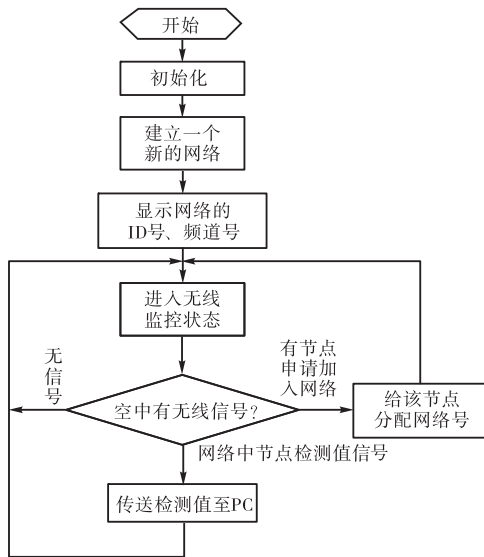 开始
初始化
建立一个
新的网络
显示网络的
ID号、频道号
进入无线
监控状态
无
信
号
空中有无线信号?
有节点
申请加
入网络
给该节点
分配网络号
网络中节点检测值信号
传送检测值至PC